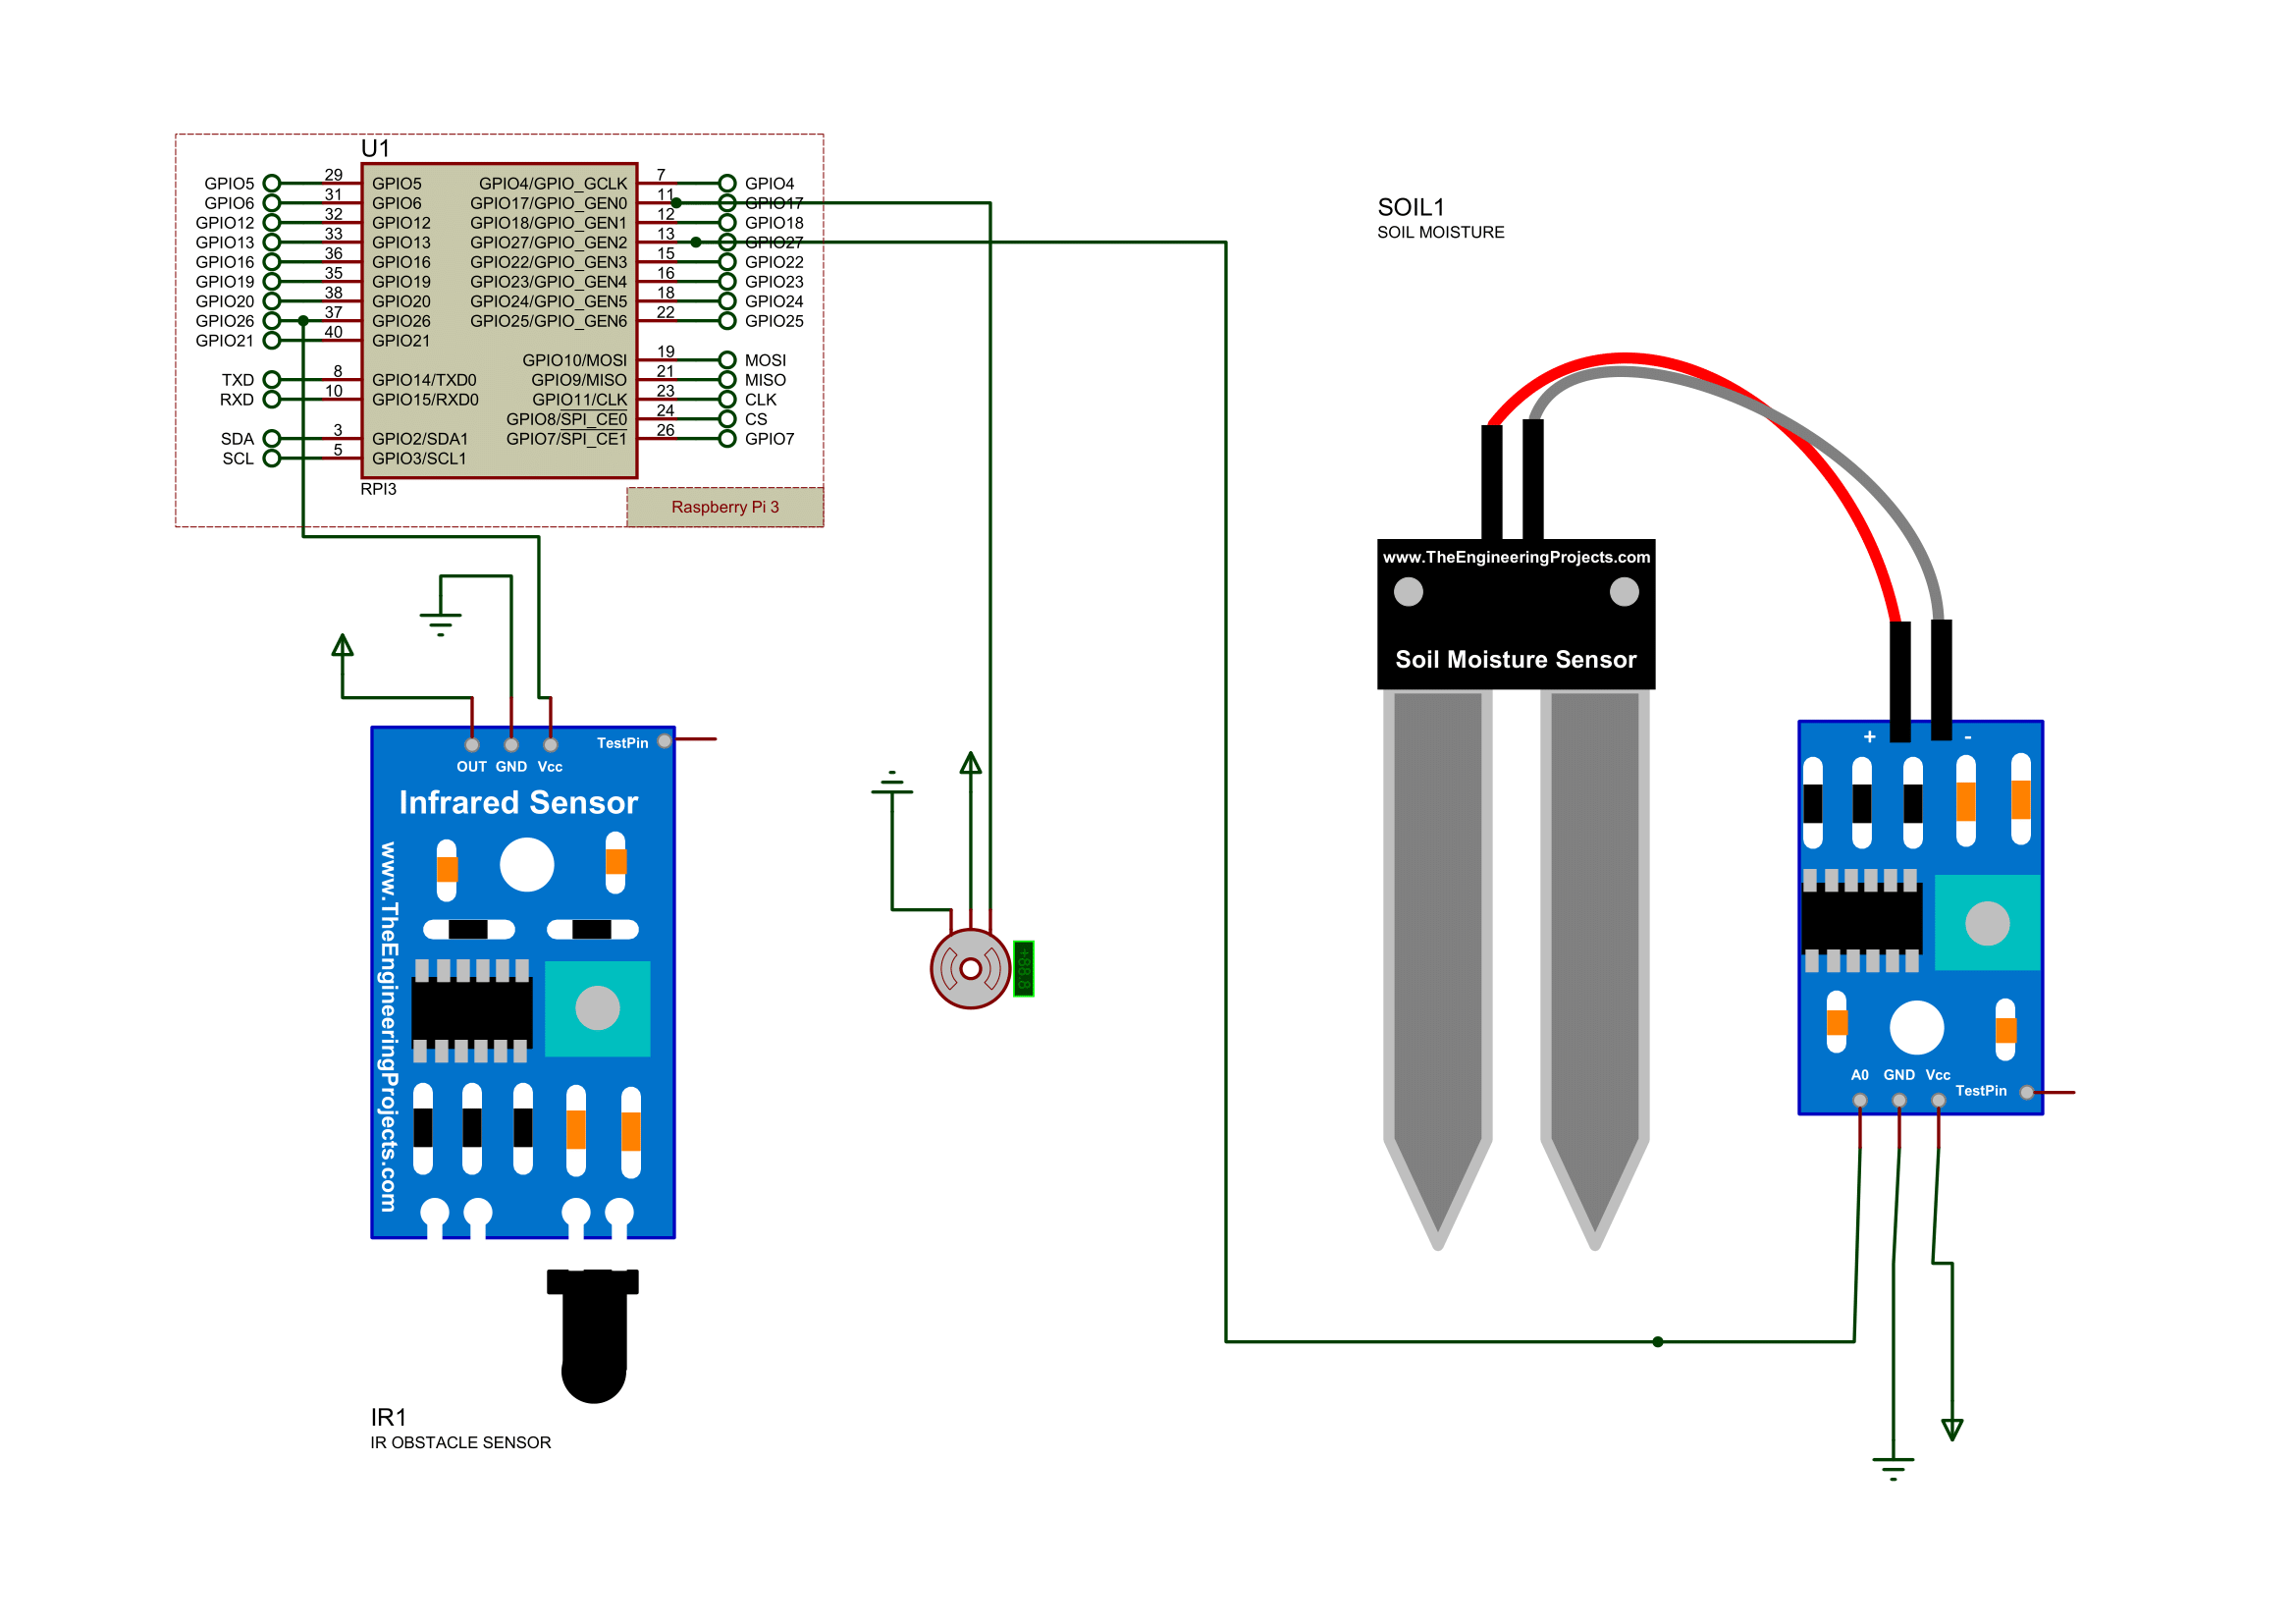 U1
GPIO5 29 GPIO5 GPIO4/GPIO_GCLK 7 GPIO4
GPIO6 31 GPIO6 GPIO17/GPIO_GEN0 11 GPIO17
GPIO12 32 GPIO12 GPIO18/GPIO_GEN1 12 GPIO18
GPIO13 33 GPIO13 GPIO27/GPIO_GEN2 13 GPIO27
GPIO16 36 GPIO16 GPIO22/GPIO_GEN3 15 GPIO22
GPIO19 35 GPIO19 GPIO23/GPIO_GEN4 16 GPIO23
GPIO20 38 GPIO20 GPIO24/GPIO_GEN5 18 GPIO24
GPIO26 37 GPIO26 GPIO25/GPIO_GEN6 22 GPIO25
GPIO21 40 GPIO21
GPIO10/MOSI 19 MOSI
TXD 8 GPIO14/TXD0 GPIO9/MISO 21 MISO
RXD 10 GPIO15/RXD0 GPIO11/CLK 23 CLK
GPIO8/SPI_CE0 24 CS
SDA 3 GPIO2/SDA1 GPIO7/SPI_CE1 26 GPIO7
SCL 5 GPIO3/SCL1
RPI3
Raspberry Pi 3
SOIL1
SOIL MOISTURE
www.TheEngineeringProjects.com
Soil Moisture Sensor
+ -
A0 GND Vcc
TestPin
TestPin
OUT GND Vcc
Infrared Sensor
www.TheEngineeringProjects.com
IR1
IR OBSTACLE SENSOR